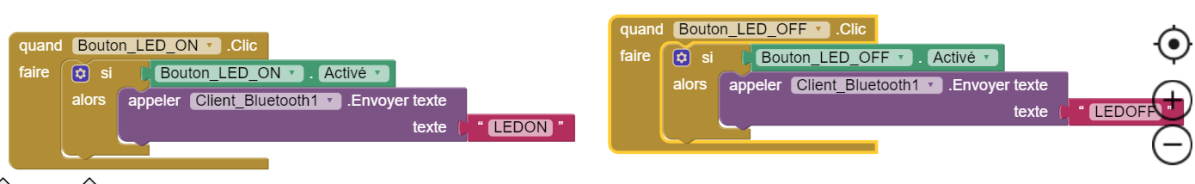 quand Bouton_LED_ON .Clic
faire si Bouton_LED_ON . Activé
alors appeler Client_Bluetooth1 .Envoyer texte
texte " LEDON "
quand Bouton_LED_OFF .Clic
faire si Bouton_LED_OFF . Activé
alors appeler Client_Bluetooth1 .Envoyer texte
texte " LEDOFF "